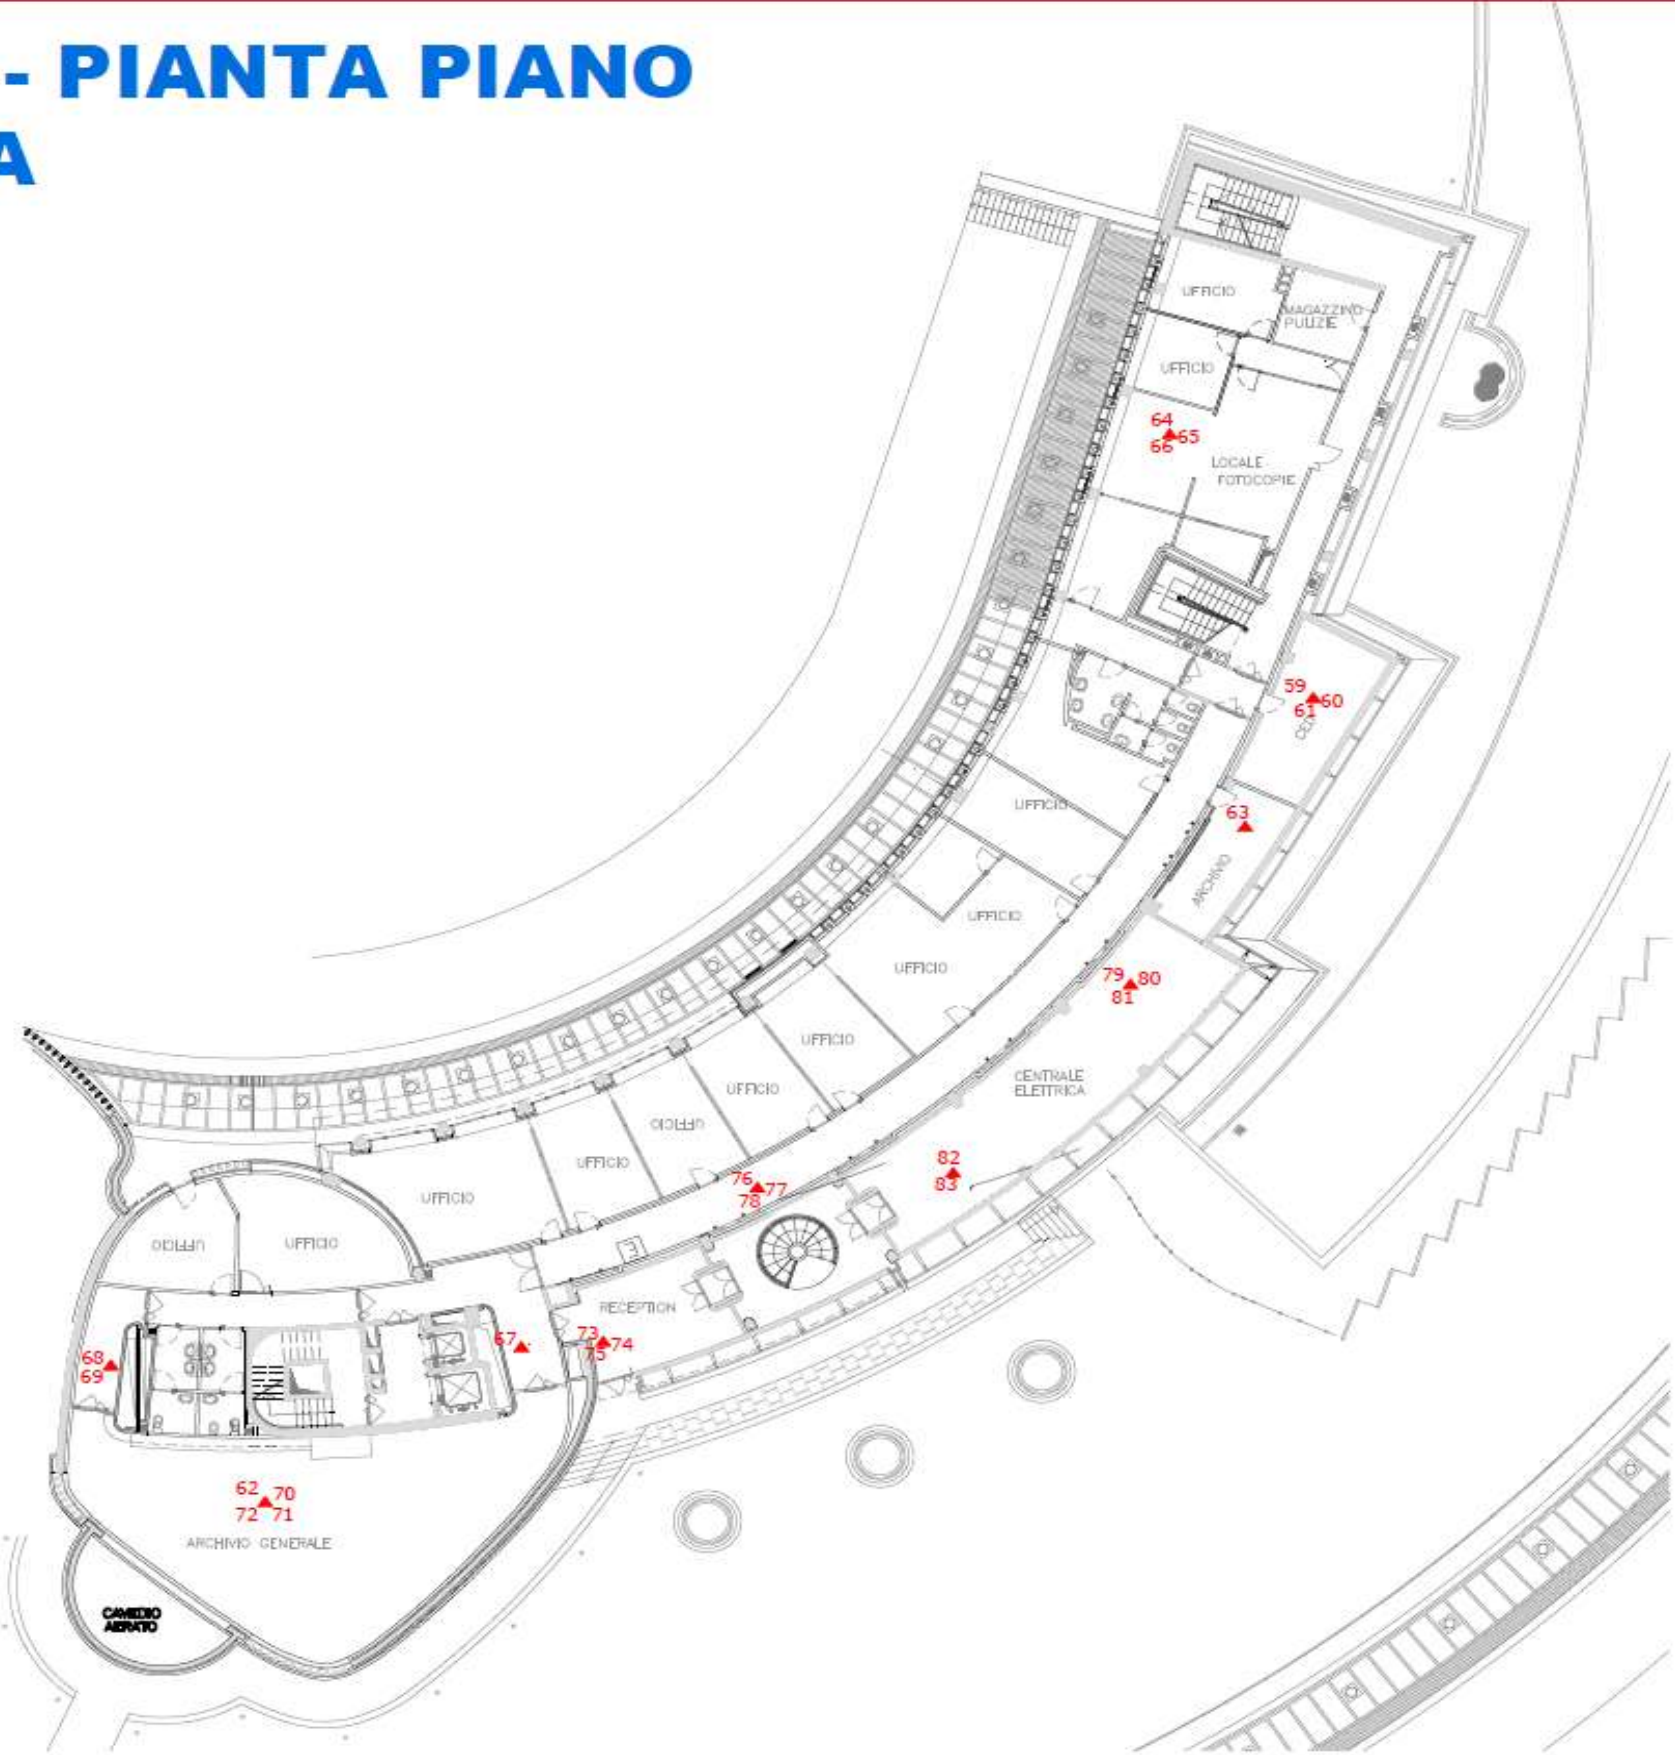 - PIANTA PIANO
A
UFFICIO
MAGAZZINO
PULIZIE
UFFICIO
64
65
66
LOCALE
FOTOCOPIE
59
60
61
CED
UFFICIO
63
ARCHIVIO
UFFICIO
UFFICIO
79
80
81
UFFICIO
CENTRALE
ELETTRICA
UFFICIO
UFFICIO
UFFICIO
82
83
76
77
78
UFFICIO
UFFICIO
UFFICIO
RECEPTION
67
73
74
75
68
69
62
70
72
71
ARCHIVIO GENERALE
CAVEDIO
AERATO